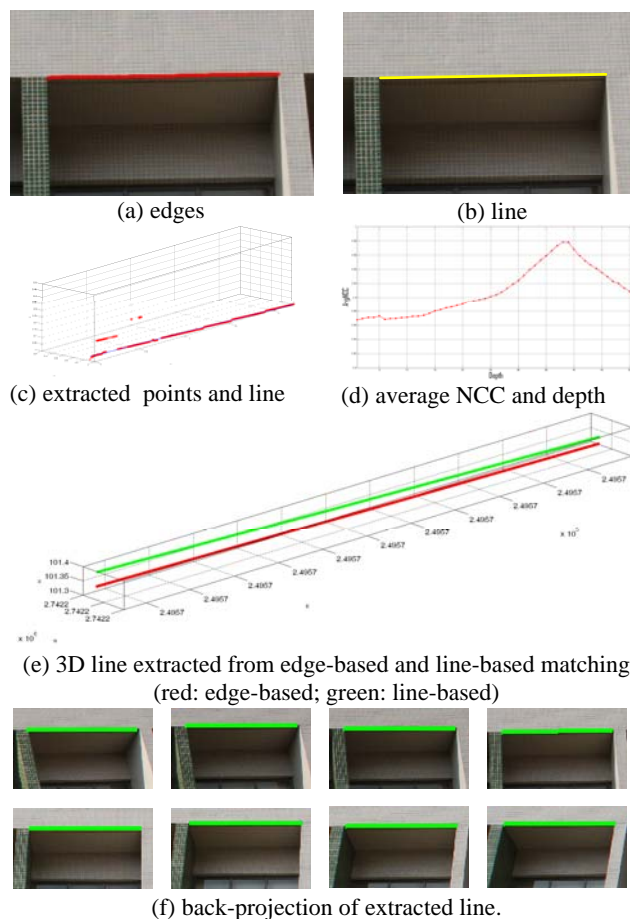 (a) edges
(b) line
(c) extracted points and line
AvgNCC
Depth
(d) average NCC and depth
2.4957
2.4957
2.4957
2.4957
2.4957
2.4957
2.4957
2.4957
x 10⁵
101.4
101.35
101.3
2.7422
2.7422
2.7422
x 10⁶
(e) 3D line extracted from edge-based and line-based matching
(red: edge-based; green: line-based)
(f) back-projection of extracted line.